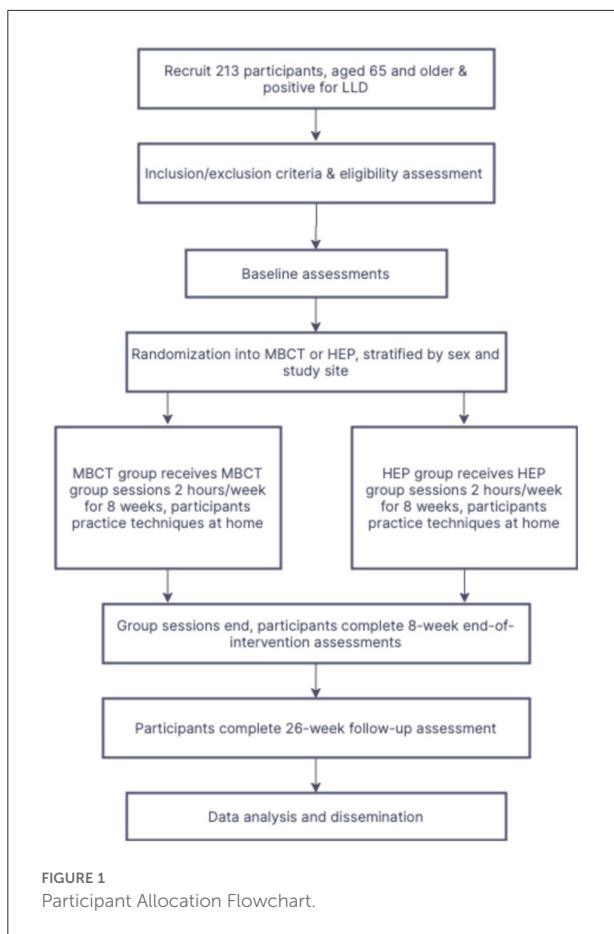 Recruit 213 participants, aged 65 and older &
positive for LLD
Inclusion/exclusion criteria & eligibility assessment
Baseline assessments
Randomization into MBCT or HEP, stratified by sex and
study site
MBCT group receives MBCT
group sessions 2 hours/week
for 8 weeks, participants
practice techniques at home
HEP group receives HEP
group sessions 2 hours/week
for 8 weeks, participants
practice techniques at home
Group sessions end, participants complete 8-week end-of-
intervention assessments
Participants complete 26-week follow-up assessment
Data analysis and dissemination
FIGURE 1
Participant Allocation Flowchart.